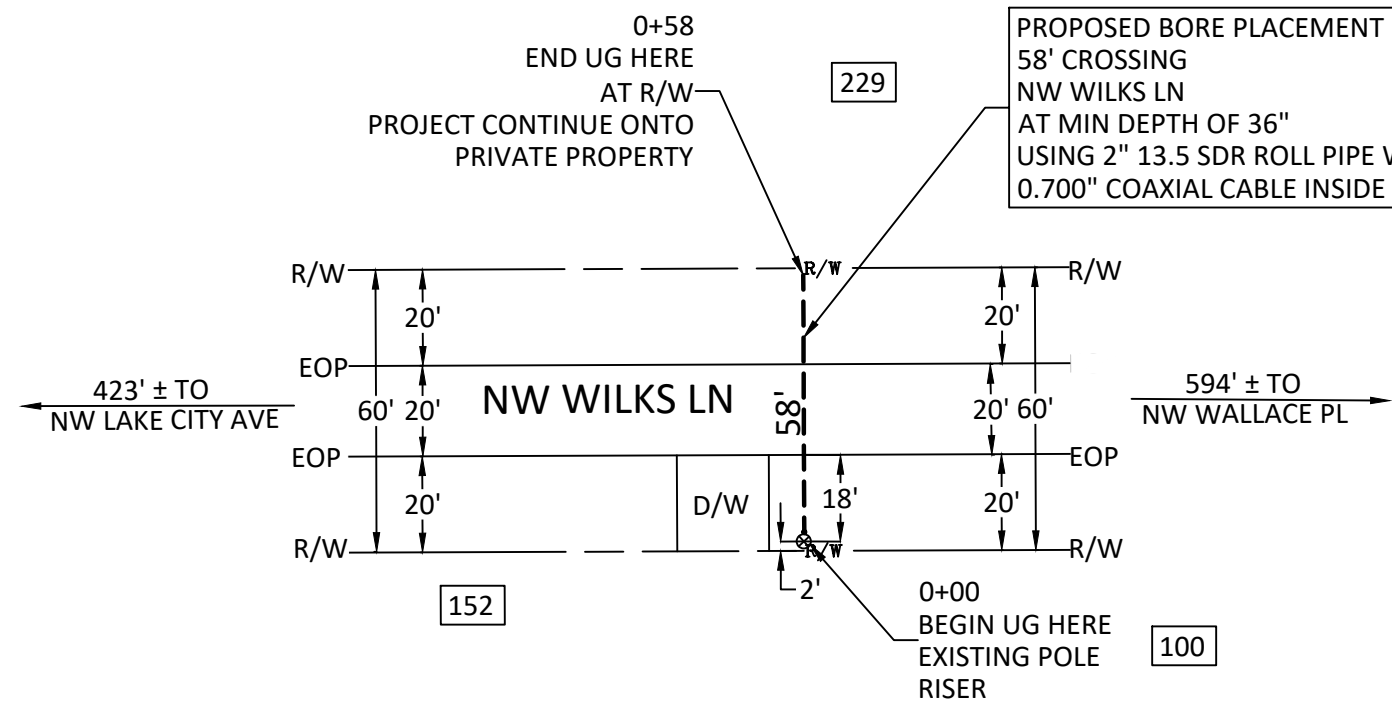 0+58
END UG HERE
AT R/W
PROJECT CONTINUE ONTO
PRIVATE PROPERTY
229
PROPOSED BORE PLACEMENT
58' CROSSING
NW WILKS LN
AT MIN DEPTH OF 36"
USING 2" 13.5 SDR ROLL PIPE
0.700" COAXIAL CABLE INSIDE
R/W
R/W
R/W
20'
20'
EOP
423' ± TO
NW LAKE CITY AVE
60'
20'
NW WILKS LN
58'
20'
60'
594' ± TO
NW WALLACE PL
EOP
EOP
20'
D/W
18'
20'
R/W
R/W
R/W
2'
152
0+00
BEGIN UG HERE
EXISTING POLE
RISER
100